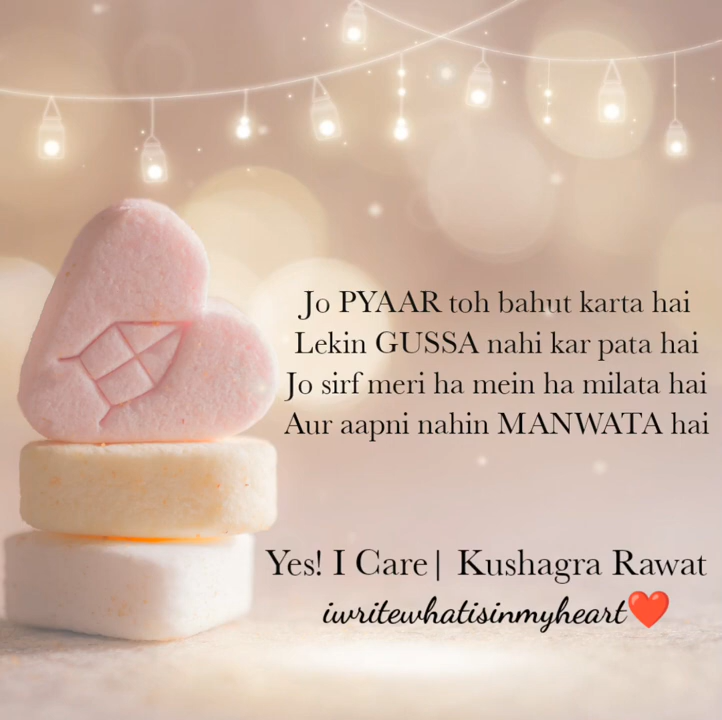 Jo PYAAR toh bahut karta hai
Lekin GUSSA nahi kar pata hai
Jo sirf meri ha mein ha milata hai
Aur aapni nahin MANWATA hai
Yes! I Care| Kushagra Rawat
iwritewhatisinmyheart❤️